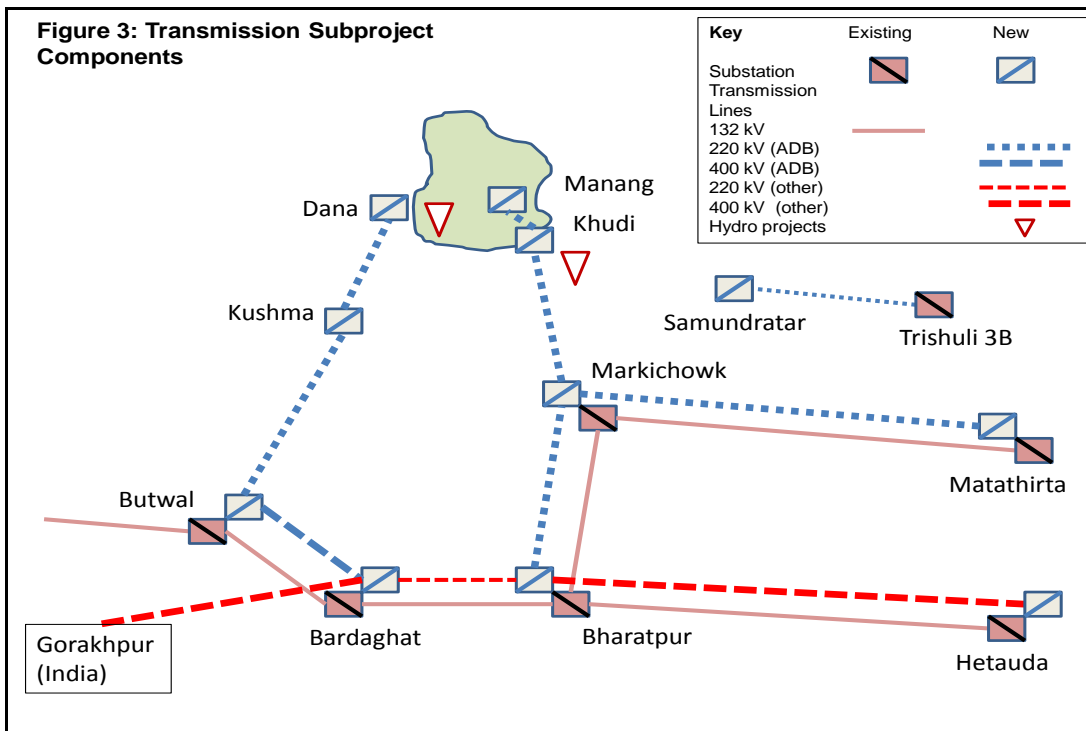 Figure 3: Transmission Subproject
Components
Key Existing New
Substation
Transmission
Lines
132 kV
220 kV (ADB)
400 kV (ADB)
220 kV (other)
400 kV (other)
Hydro projects
Manang
Dana
Khudi
Kushma
Samundratar
Trishuli 3B
Markichowk
Butwal
Matathirta
Bardaghat
Bharatpur
Gorakhpur
(India)
Hetauda